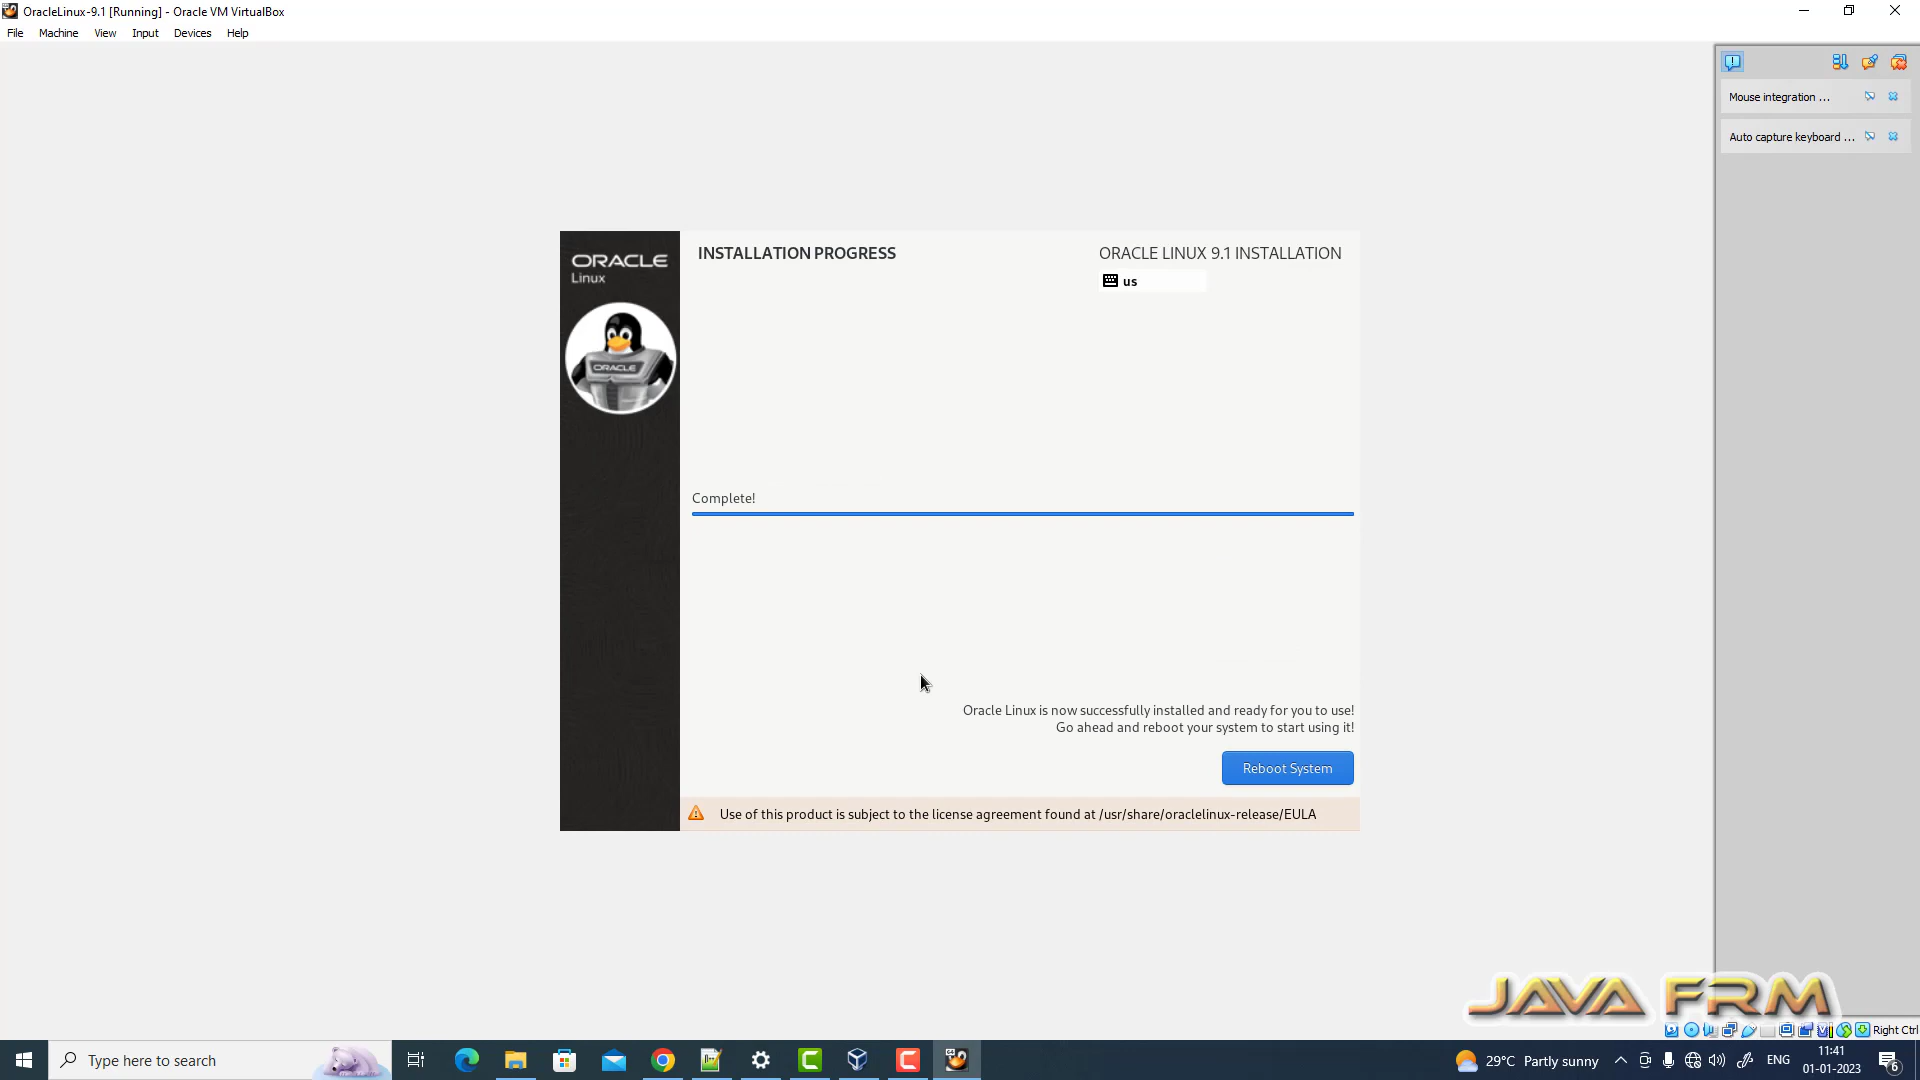 OracleLinux-9.1 [Running] - Oracle VM VirtualBox
File Machine View Input Devices Help
Mouse integration ...
Auto capture keyboard ...
ORACLE
Linux
ORACLE
INSTALLATION PROGRESS
ORACLE LINUX 9.1 INSTALLATION
us
Complete!
Oracle Linux is now successfully installed and ready for you to use!
Go ahead and reboot your system to start using it!
Reboot System
Use of this product is subject to the license agreement found at /usr/share/oraclelinux-release/EULA
JAVA FRM
Right Ctrl
Type here to search
29°C Partly sunny
ENG
11:41
01-01-2023
6